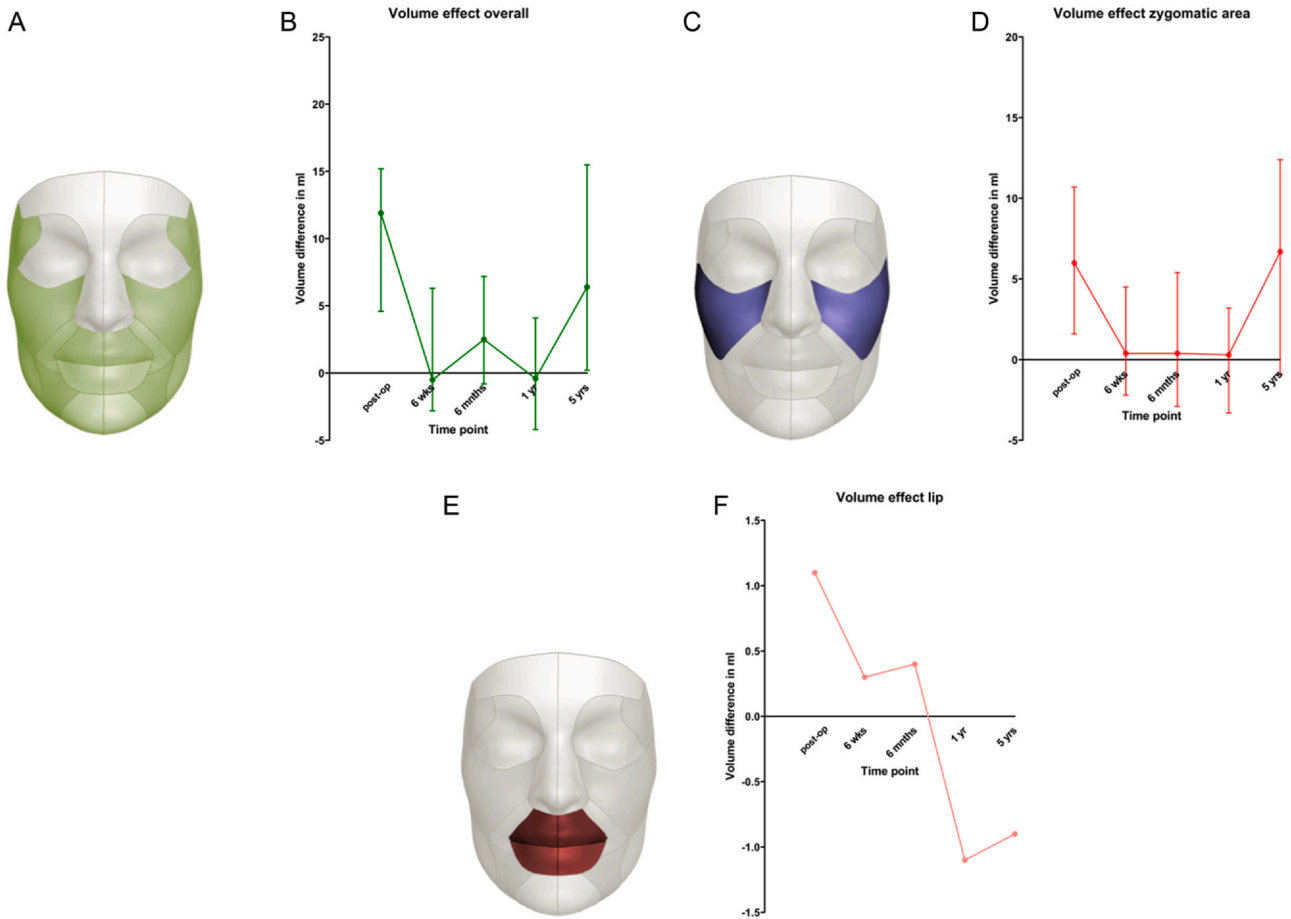 A
B
Volume effect overall
25
20
15
10
5
0
-5
Volume difference in ml
post-op
6 wks
6 mnths
1 yr
5 yrs
Time point
C
D
Volume effect zygomatic area
20
15
10
5
0
-5
Volume difference in ml
post-op
6 wks
6 mnths
1 yr
5 yrs
Time point
E
F
Volume effect lip
1.5
1.0
0.5
0.0
-0.5
-1.0
-1.5
Volume difference in ml
post-op
6 wks
6 mnths
1 yr
5 yrs
Time point